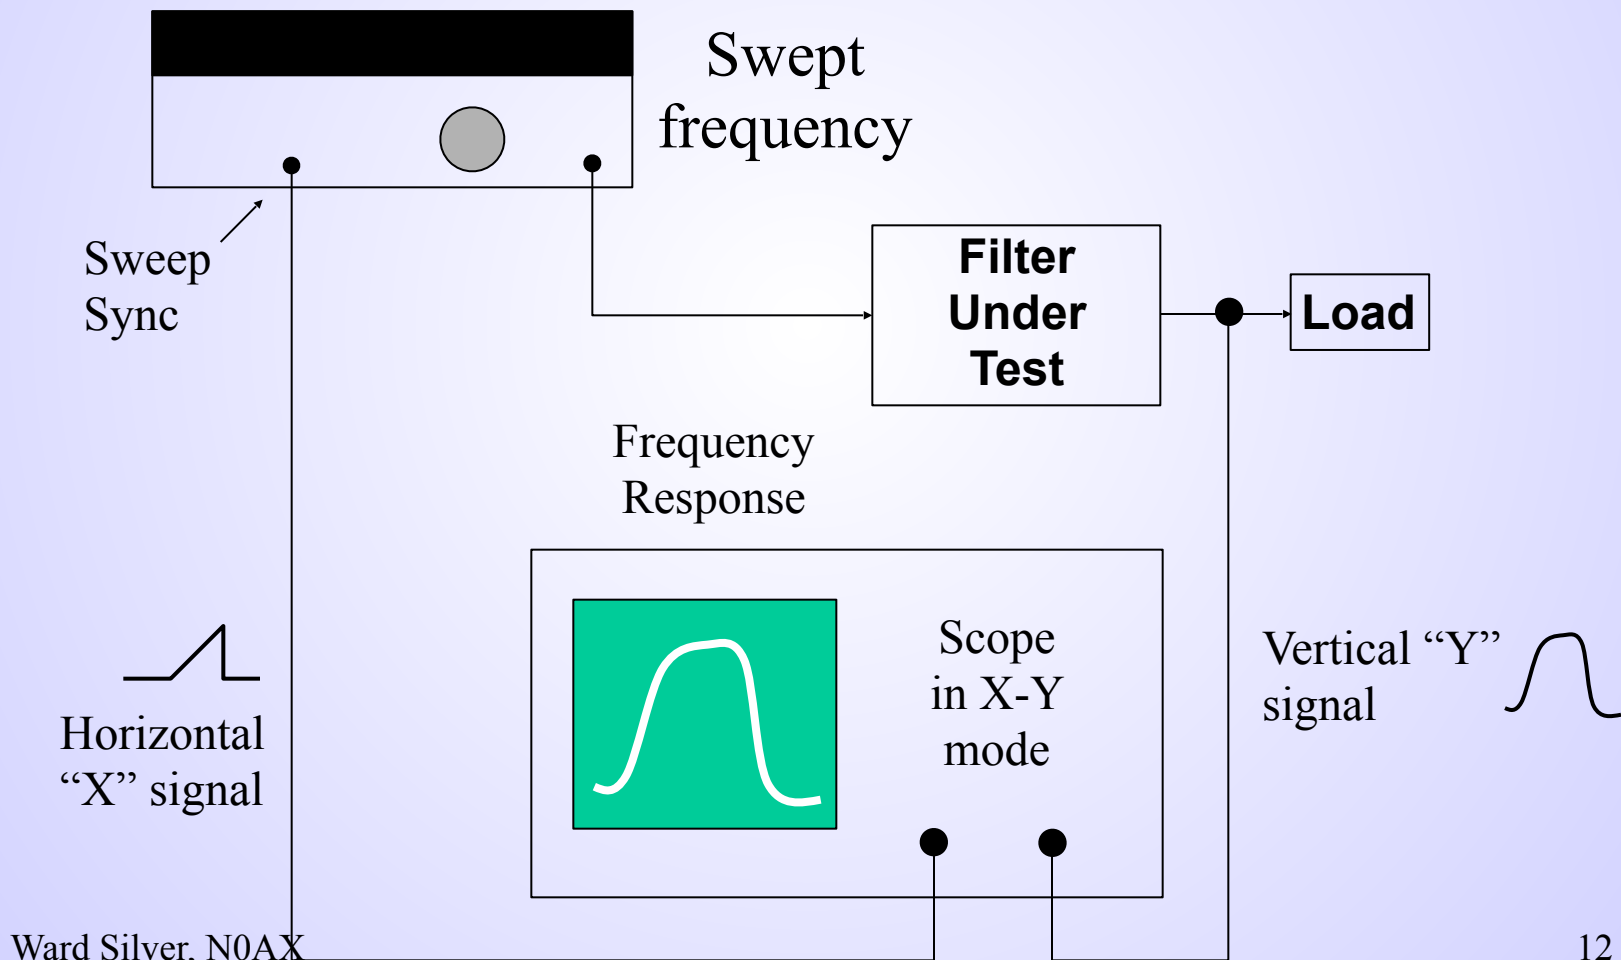 Swept
frequency
Sweep
Sync
Filter
Under
Test
Load
Frequency
Response
Scope
in X-Y
mode
Vertical “Y”
signal
Horizontal
“X” signal
Ward Silver, N0AX
12